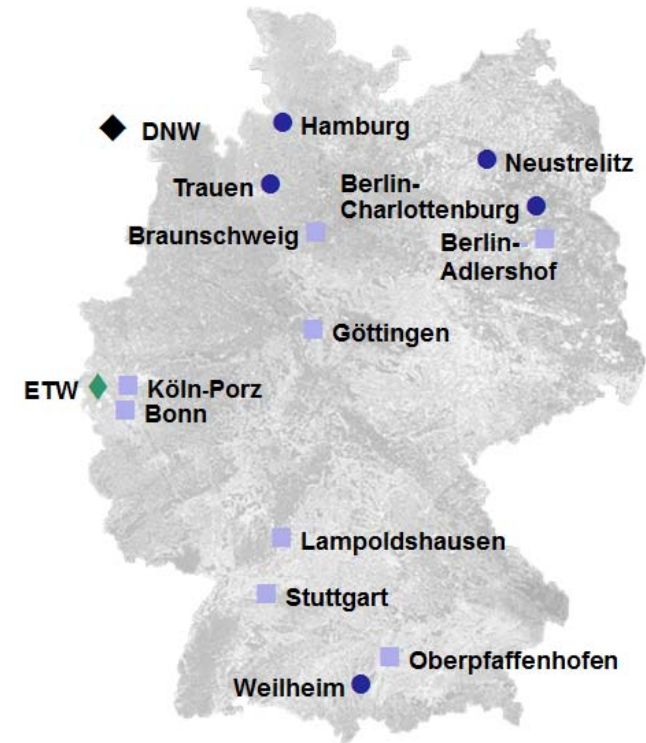 DNW
Hamburg
Neustrelitz
Trauen
Berlin-
Charlottenburg
Braunschweig
Berlin-
Adlershof
Göttingen
ETW
Köln-Porz
Bonn
Lampoldshausen
Stuttgart
Oberpfaffenhofen
Weilheim